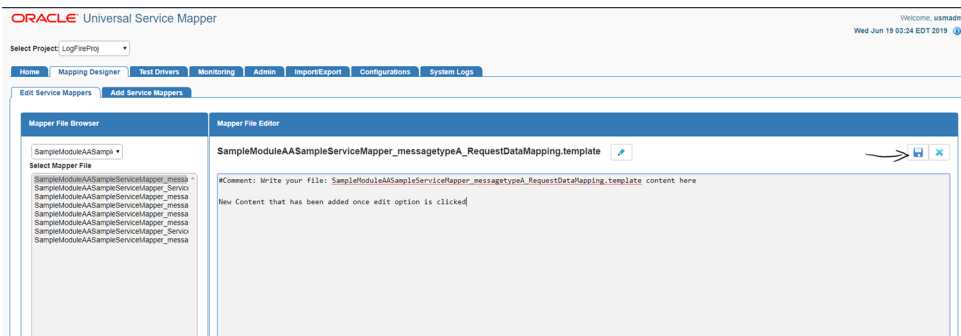 ORACLE Universal Service Mapper
Welcome, usmadm
Wed Jun 19 03:24 EDT 2019
Select Project: LogFireProj
Home Mapping Designer Test Drivers Monitoring Admin Import/Export Configurations System Logs
Edit Service Mappers Add Service Mappers
Mapper File Browser
Mapper File Editor
SampleModuleAASampl
SampleModuleAASampleServiceMapper_messagetypeA_RequestDataMapping.template
Select Mapper File
SampleModuleAASampleServiceMapper_messa
SampleModuleAASampleServiceMapper_Servic
SampleModuleAASampleServiceMapper_messa
SampleModuleAASampleServiceMapper_messa
SampleModuleAASampleServiceMapper_messa
SampleModuleAASampleServiceMapper_messa
SampleModuleAASampleServiceMapper_Servic
SampleModuleAASampleServiceMapper_messa
#Comment: Write your file: SampleModuleAASampleServiceMapper_messagetypeA_RequestDataMapping.template content here
New Content that has been added once edit option is clicked